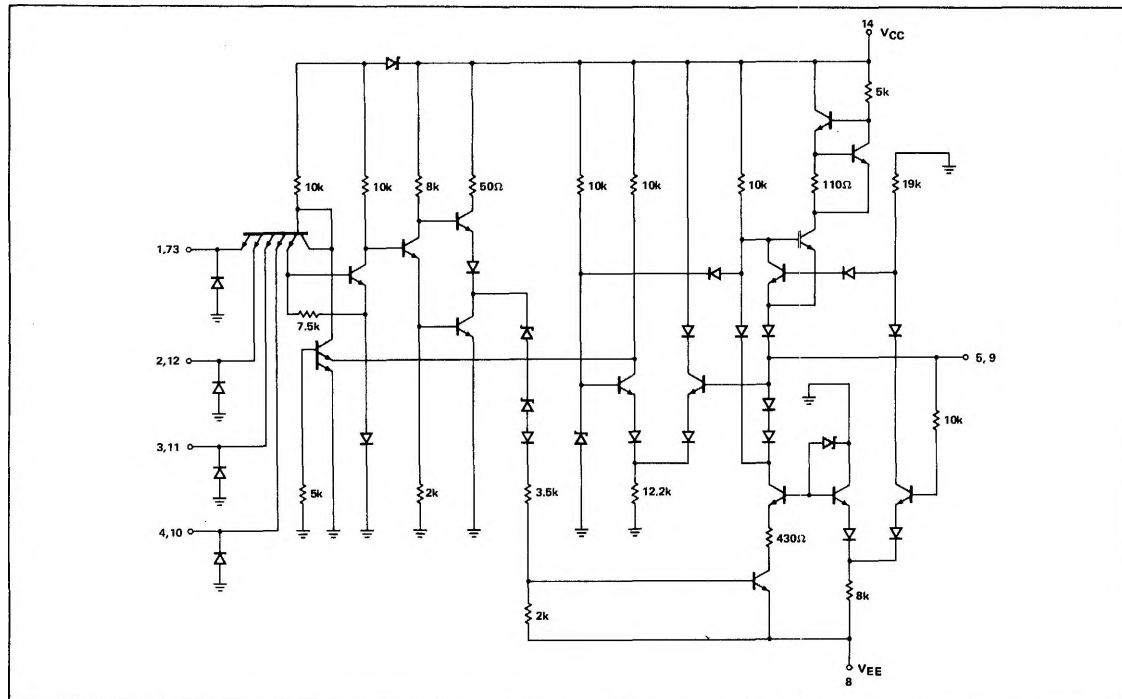 14
VCC
5k
10k
10k
8k
50Ω
10k
10k
10k
110Ω
19k
1,73
7.5k
2,12
5, 9
10k
3,11
5k
2k
3.5k
12.2k
4,10
430Ω
2k
8k
VEE
8